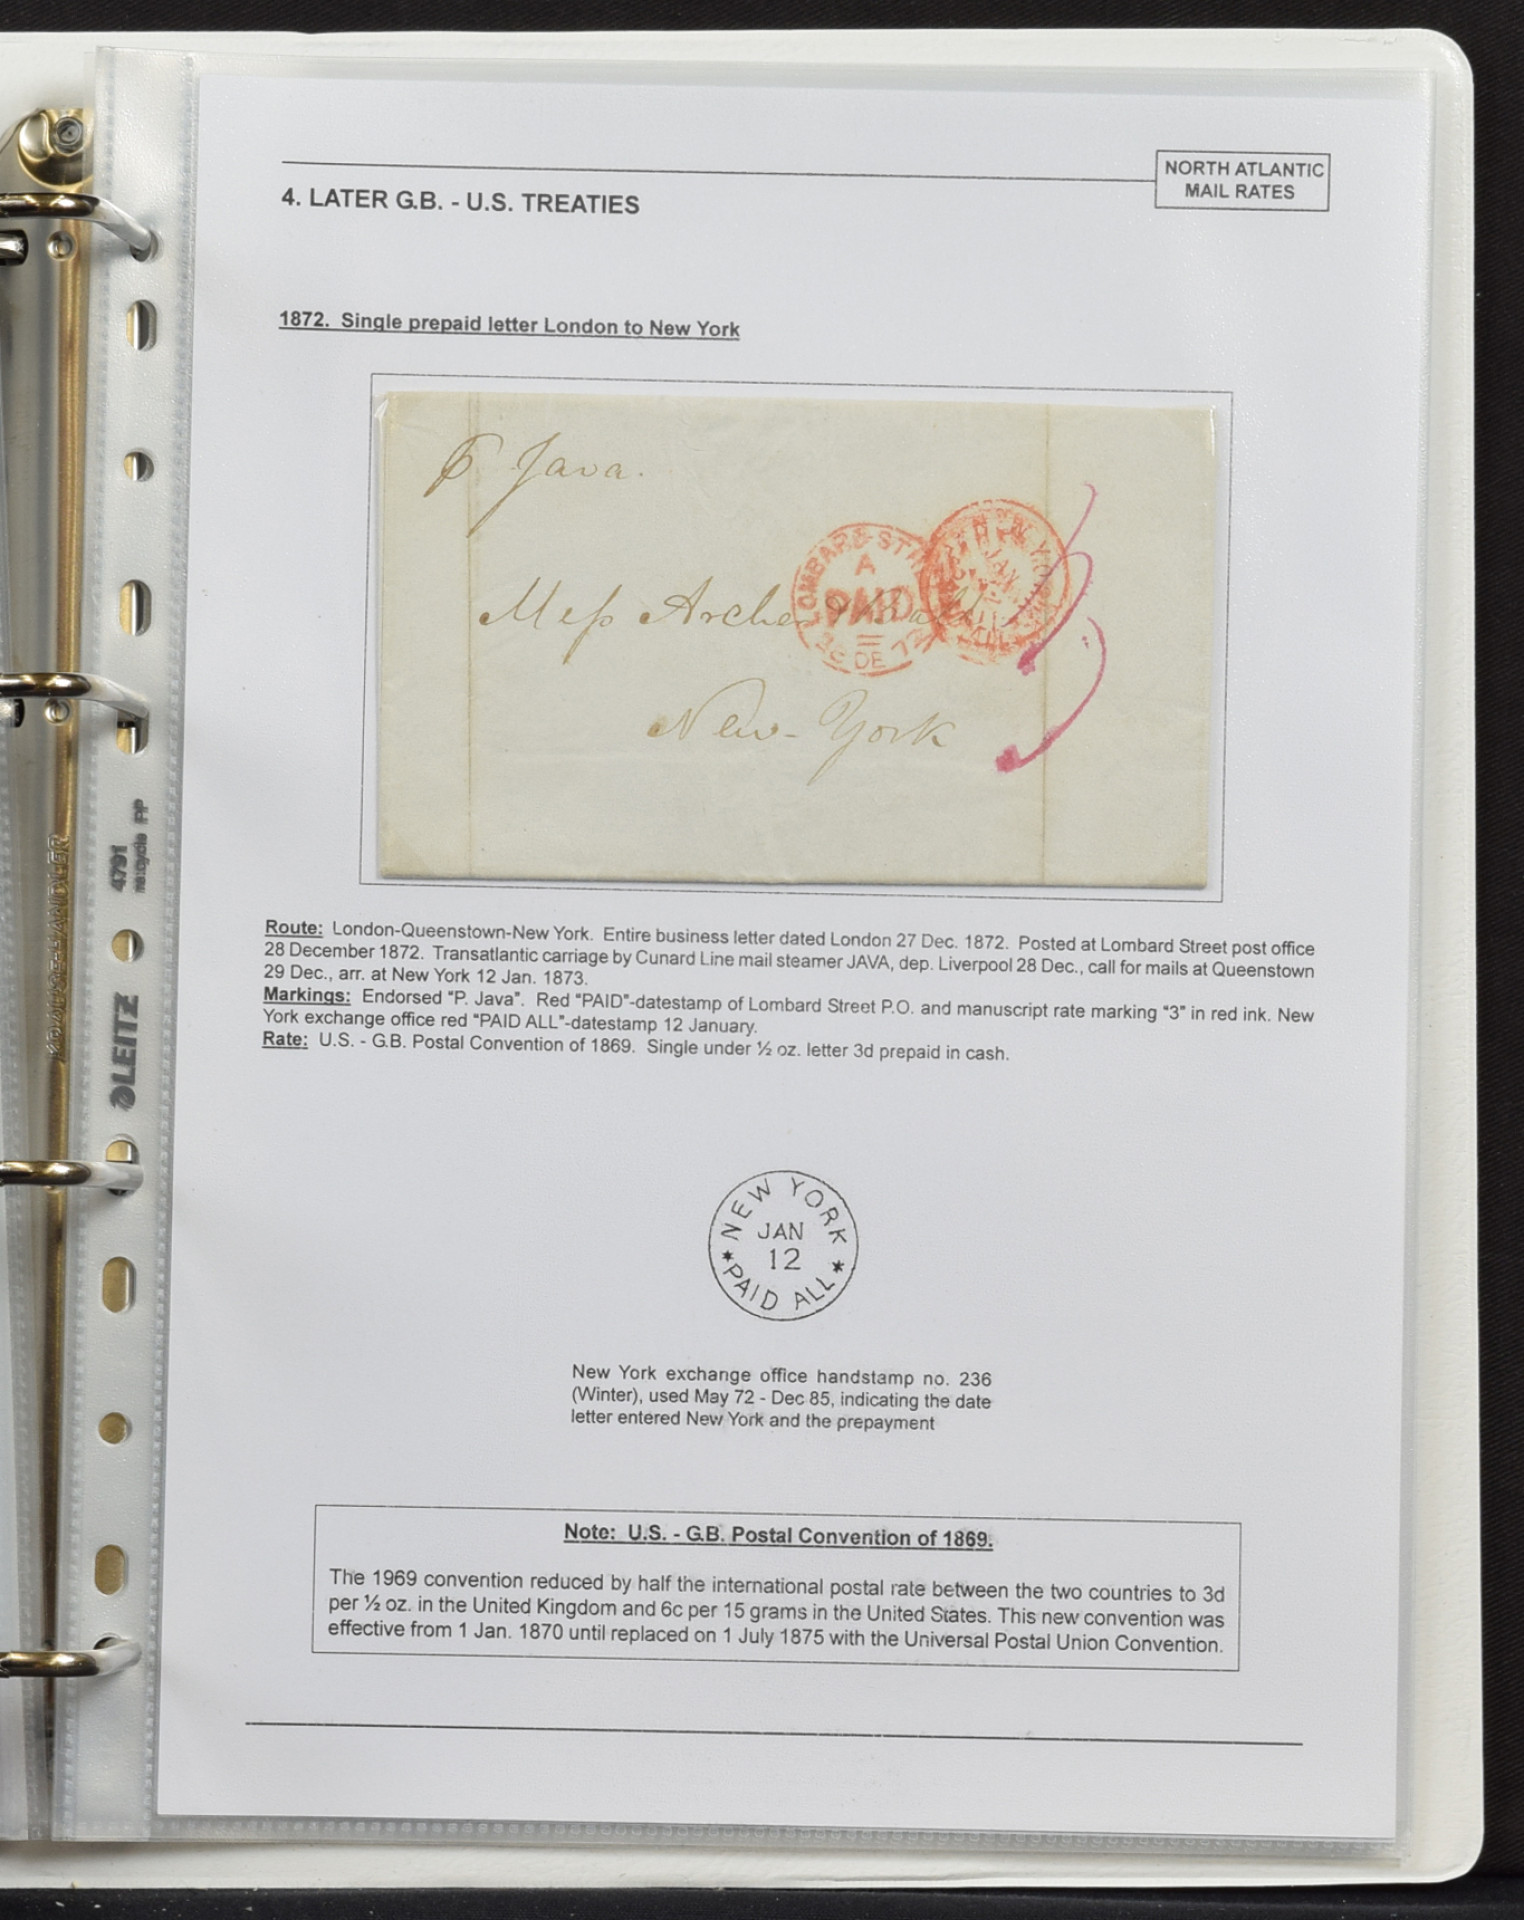 NORTH ATLANTIC
MAIL RATES
4. LATER G.B. - U.S. TREATIES
1872. Single prepaid letter London to New York
P Java.
LOMBARD ST
A
PAID
28 DE 72
Mess Archer
New-York
3
Route: London-Queenstown-New York. Entire business letter dated London 27 Dec. 1872. Posted at Lombard Street post office
28 December 1872. Transatlantic carriage by Cunard Line mail steamer JAVA, dep. Liverpool 28 Dec., call for mails at Queenstown
29 Dec., arr. at New York 12 Jan. 1873.
Markings: Endorsed "P. Java". Red "PAID"-datestamp of Lombard Street P.O. and manuscript rate marking "3" in red ink. New
York exchange office red "PAID ALL"-datestamp 12 January.
Rate: U.S. - G.B. Postal Convention of 1869. Single under ½ oz. letter 3d prepaid in cash.
NEW YORK
JAN
12
* PAID ALL *
New York exchange office handstamp no. 236
(Winter), used May 72 - Dec 85, indicating the date
letter entered New York and the prepayment
Note: U.S. - G.B. Postal Convention of 1869.
The 1969 convention reduced by half the international postal rate between the two countries to 3d
per ½ oz. in the United Kingdom and 6c per 15 grams in the United States. This new convention was
effective from 1 Jan. 1870 until replaced on 1 July 1875 with the Universal Postal Union Convention.
LEITZ
4791
recycle PP